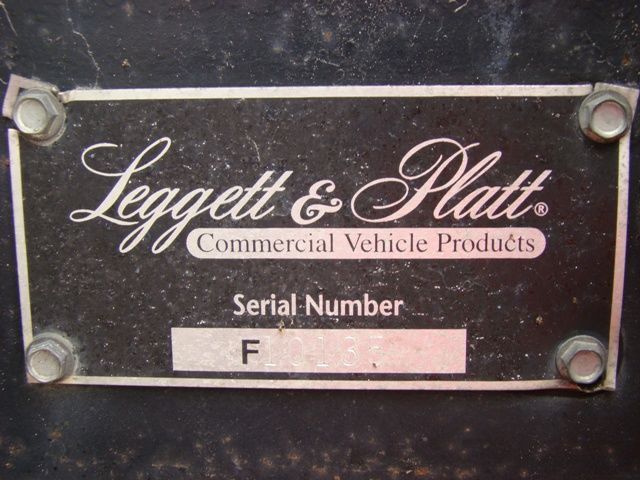 Leggett & Platt®
Commercial Vehicle Products
Serial Number